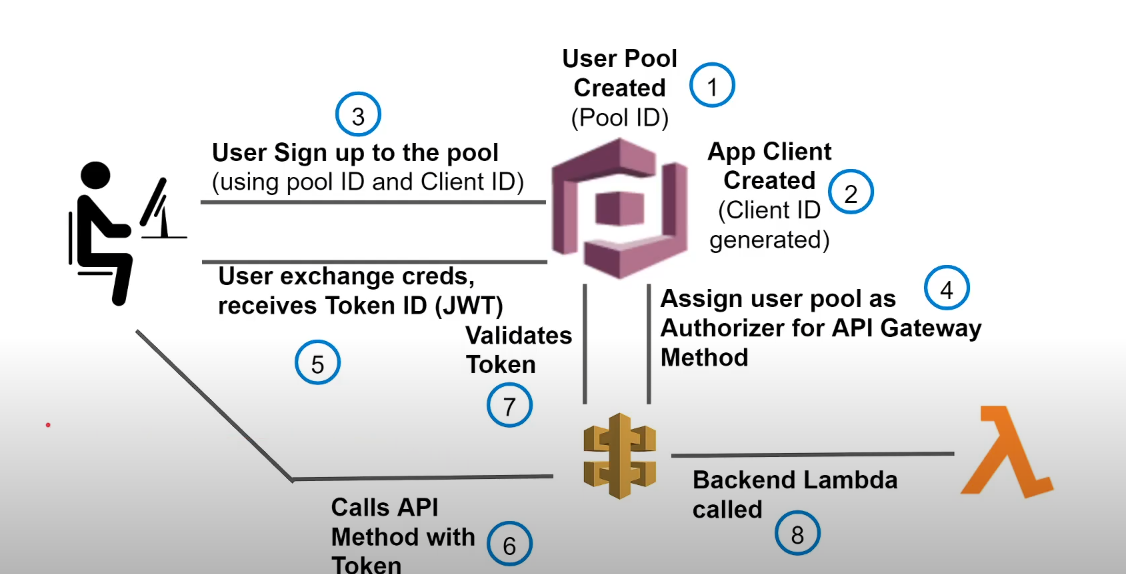 User Pool
Created
(Pool ID)
1
App Client
Created
(Client ID
generated)
2
3
User Sign up to the pool
(using pool ID and Client ID)
User exchange creds,
receives Token ID (JWT)
5
Assign user pool as
Authorizer for API Gateway
Method
4
Validates
Token
7
Calls API
Method with
Token
6
Backend Lambda
called
8
λ